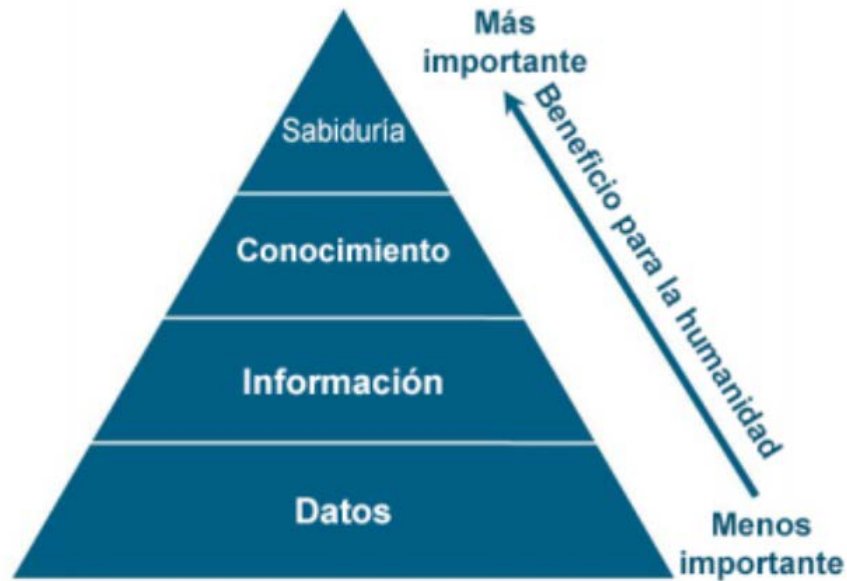 Más
importante
Sabiduría
Conocimiento
Información
Datos
Beneficio para la humanidad
Menos
importante